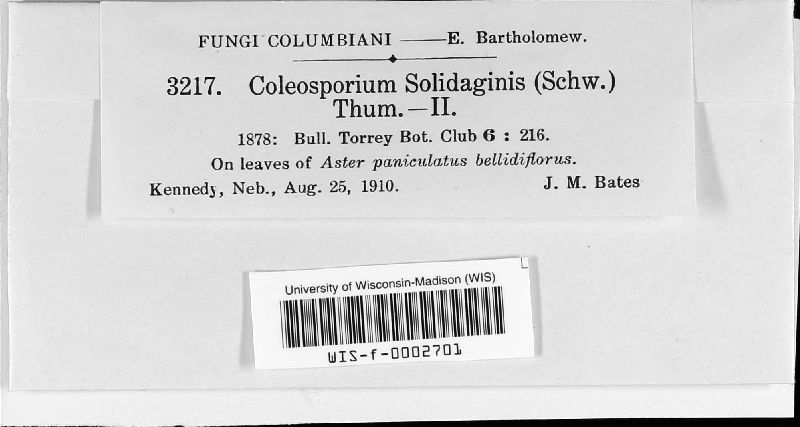 FUNGI COLUMBIANI —— E. Bartholomew.
3217. Coleosporium Solidaginis (Schw.)
Thum.—II.
1878: Bull. Torrey Bot. Club 6 : 216.
On leaves of Aster paniculatus bellidiflorus.
Kennedy, Neb., Aug. 25, 1910. J. M. Bates
University of Wisconsin-Madison (WIS)
WIS-f-0002701